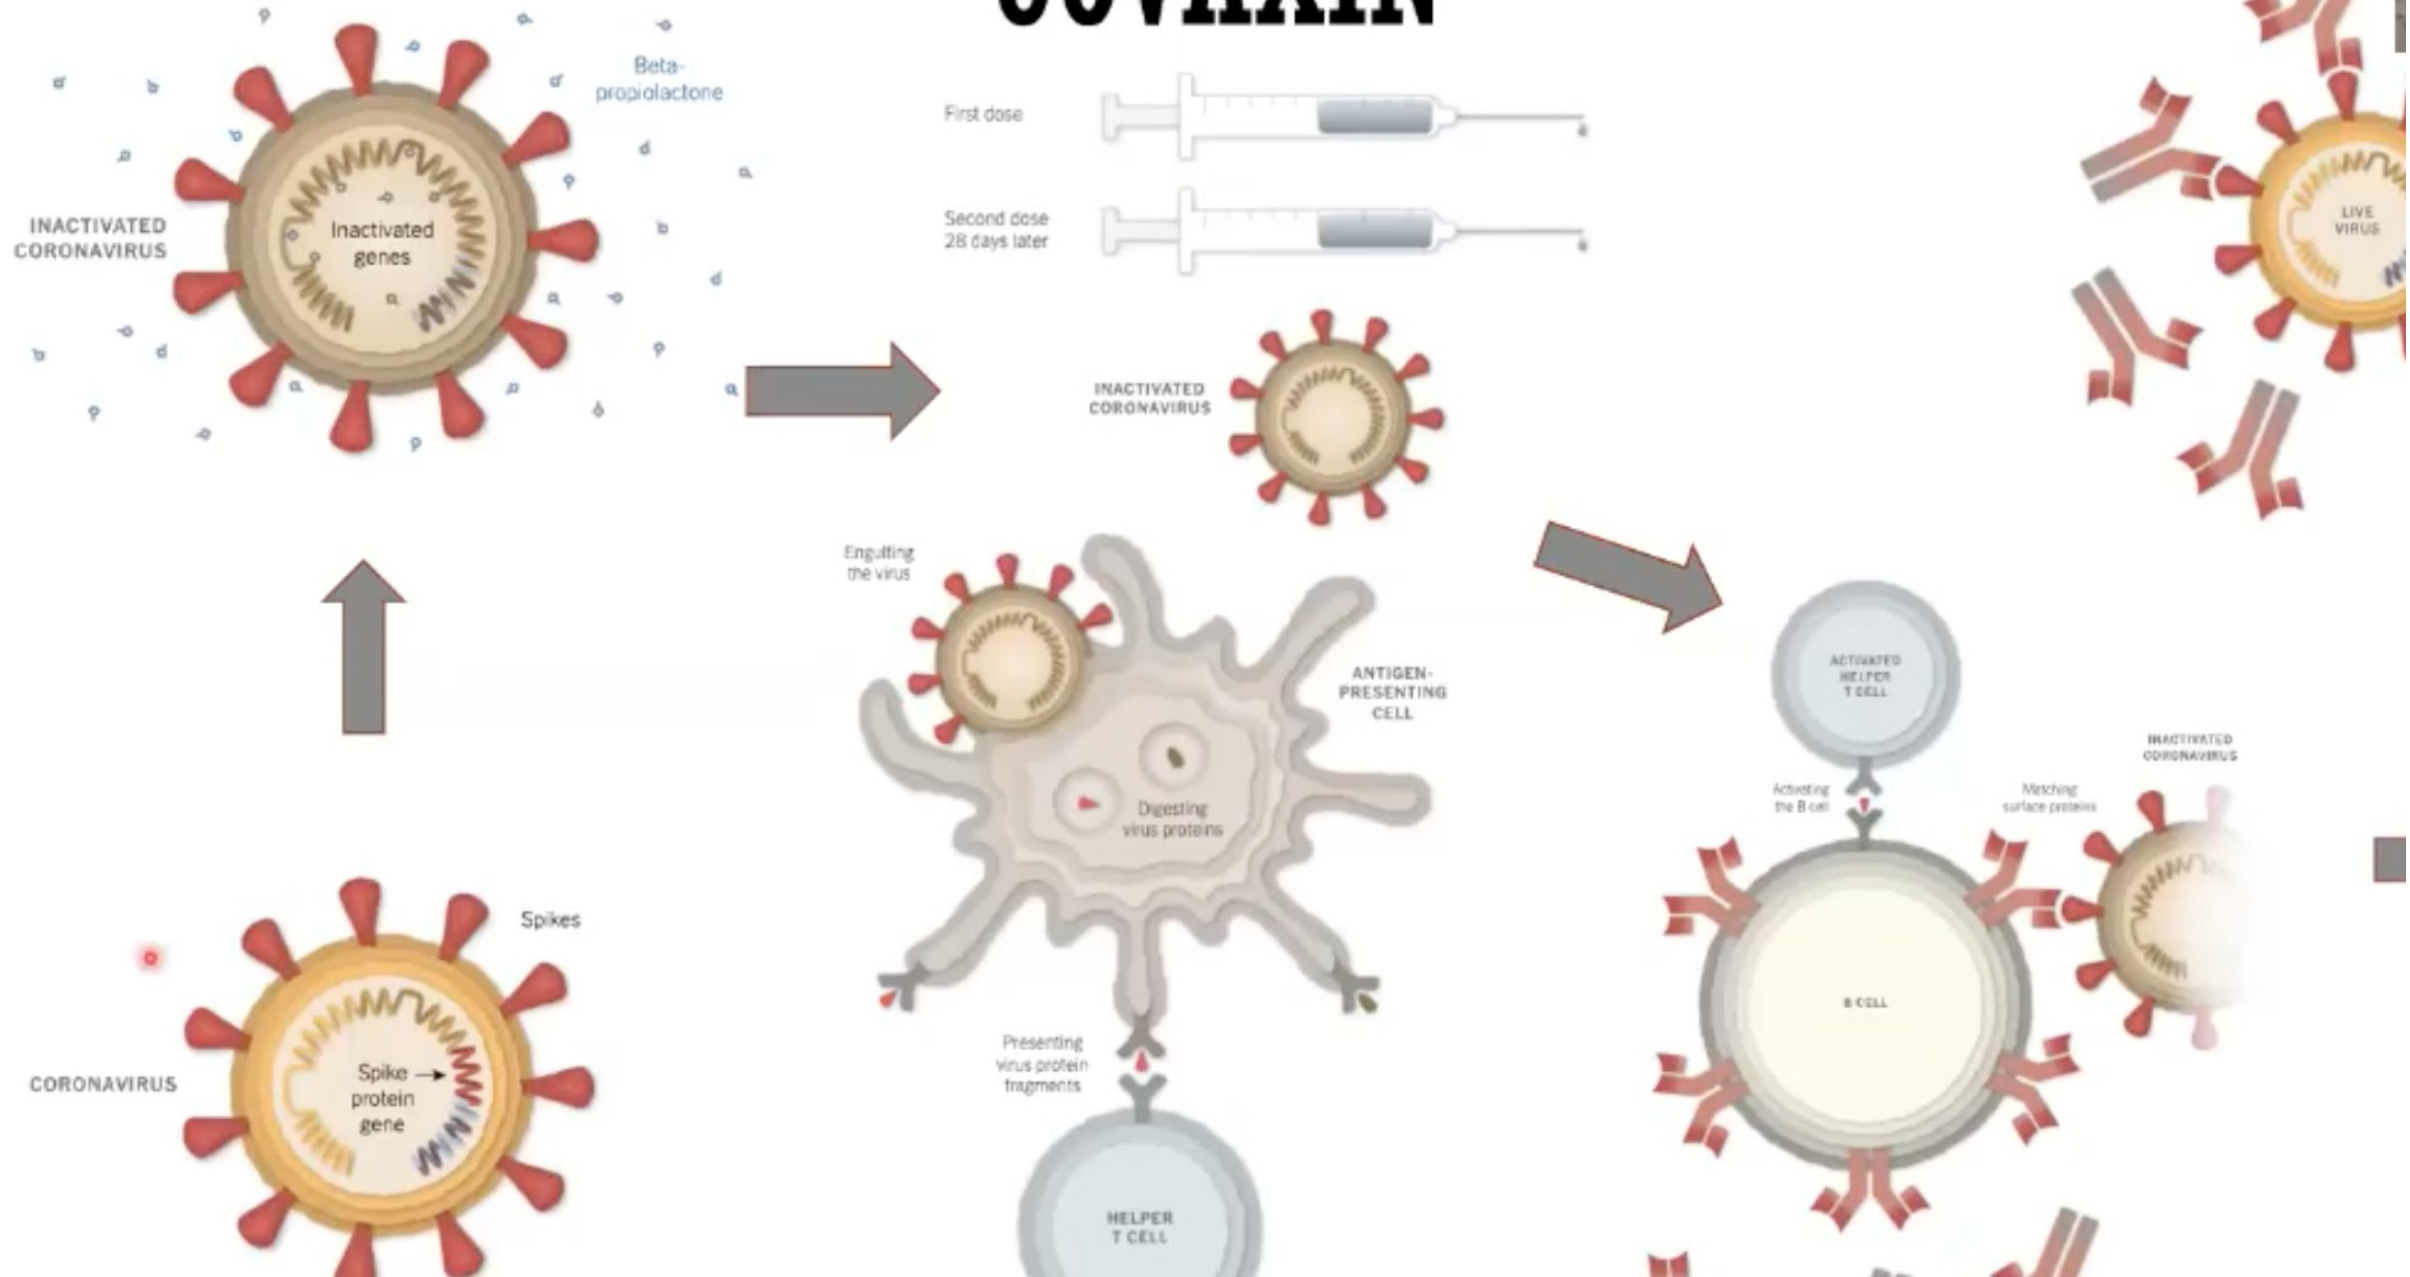 COVAXIN
Beta-
propiolactone
INACTIVATED
CORONAVIRUS
Inactivated
genes
First dose
Second dose
28 days later
INACTIVATED
CORONAVIRUS
LIVE
VIRUS
Engulfing
the virus
ANTIGEN-
PRESENTING
CELL
Digesting
virus proteins
Presenting
virus protein
fragments
HELPER
T CELL
ACTIVATED
HELPER
T CELL
Activating
the B cell
Matching
surface proteins
INACTIVATED
CORONAVIRUS
B CELL
Spikes
CORONAVIRUS
Spike
protein
gene